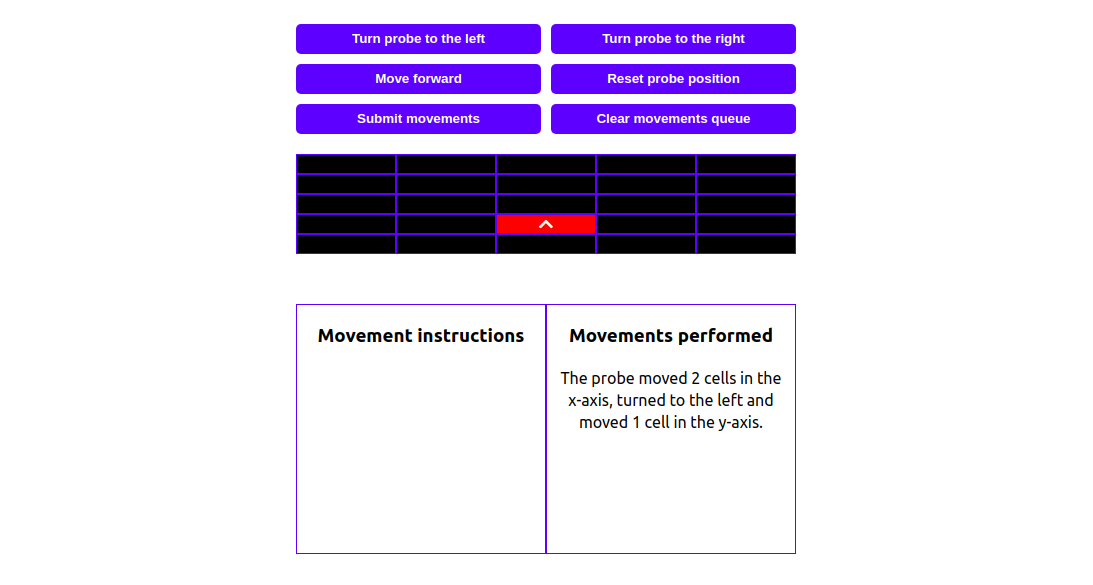 Turn probe to the left
Turn probe to the right
Move forward
Reset probe position
Submit movements
Clear movements queue
Movement instructions
Movements performed
The probe moved 2 cells in the
x-axis, turned to the left and
moved 1 cell in the y-axis.